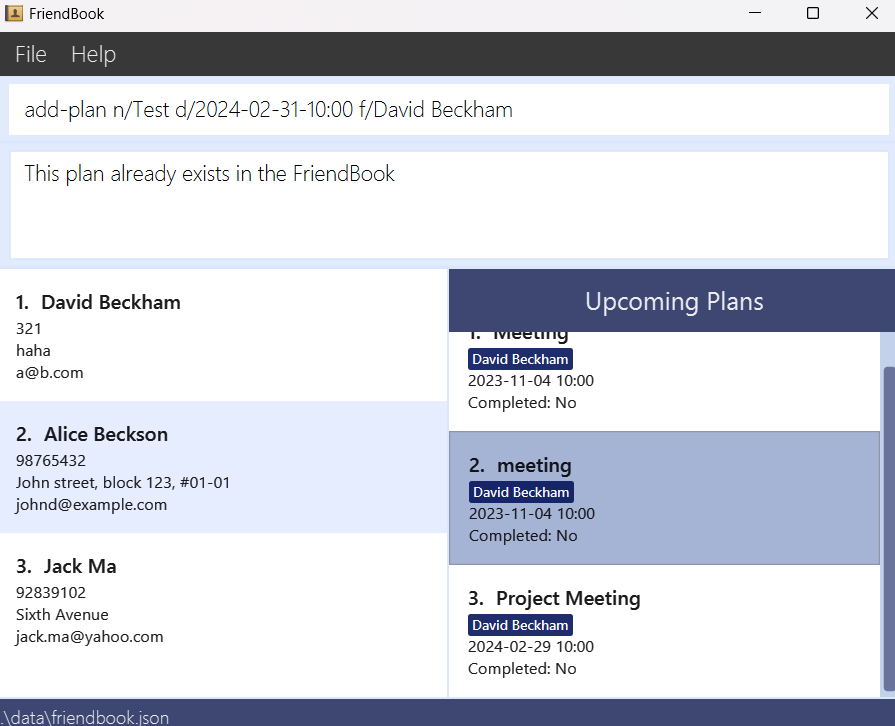 FriendBook
File Help
add-plan n/Test d/2024-02-31-10:00 f/David Beckham
This plan already exists in the FriendBook
1. David Beckham
321
haha
a@b.com
2. Alice Beckson
98765432
John street, block 123, #01-01
johnd@example.com
3. Jack Ma
92839102
Sixth Avenue
jack.ma@yahoo.com
Upcoming Plans
1. Meeting
David Beckham
2023-11-04 10:00
Completed: No
2. meeting
David Beckham
2023-11-04 10:00
Completed: No
3. Project Meeting
David Beckham
2024-02-29 10:00
Completed: No
.\data\friendbook.json